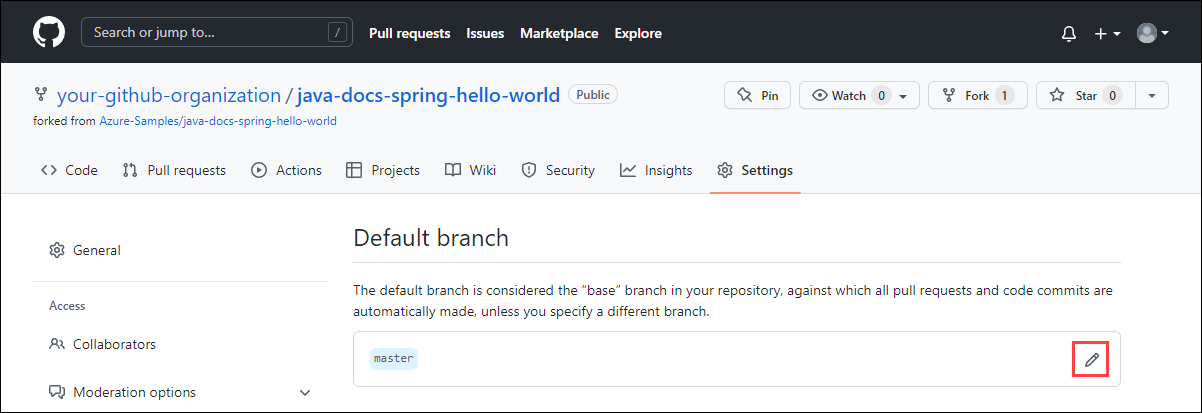 Search or jump to... /
Pull requests Issues Marketplace Explore
your-github-organization / java-docs-spring-hello-world Public
Pin Watch 0 Fork 1 Star 0
forked from Azure-Samples/java-docs-spring-hello-world
Code Pull requests Actions Projects Wiki Security Insights Settings
General
Access
Collaborators
Moderation options
Default branch
The default branch is considered the “base” branch in your repository, against which all pull requests and code commits are
automatically made, unless you specify a different branch.
master